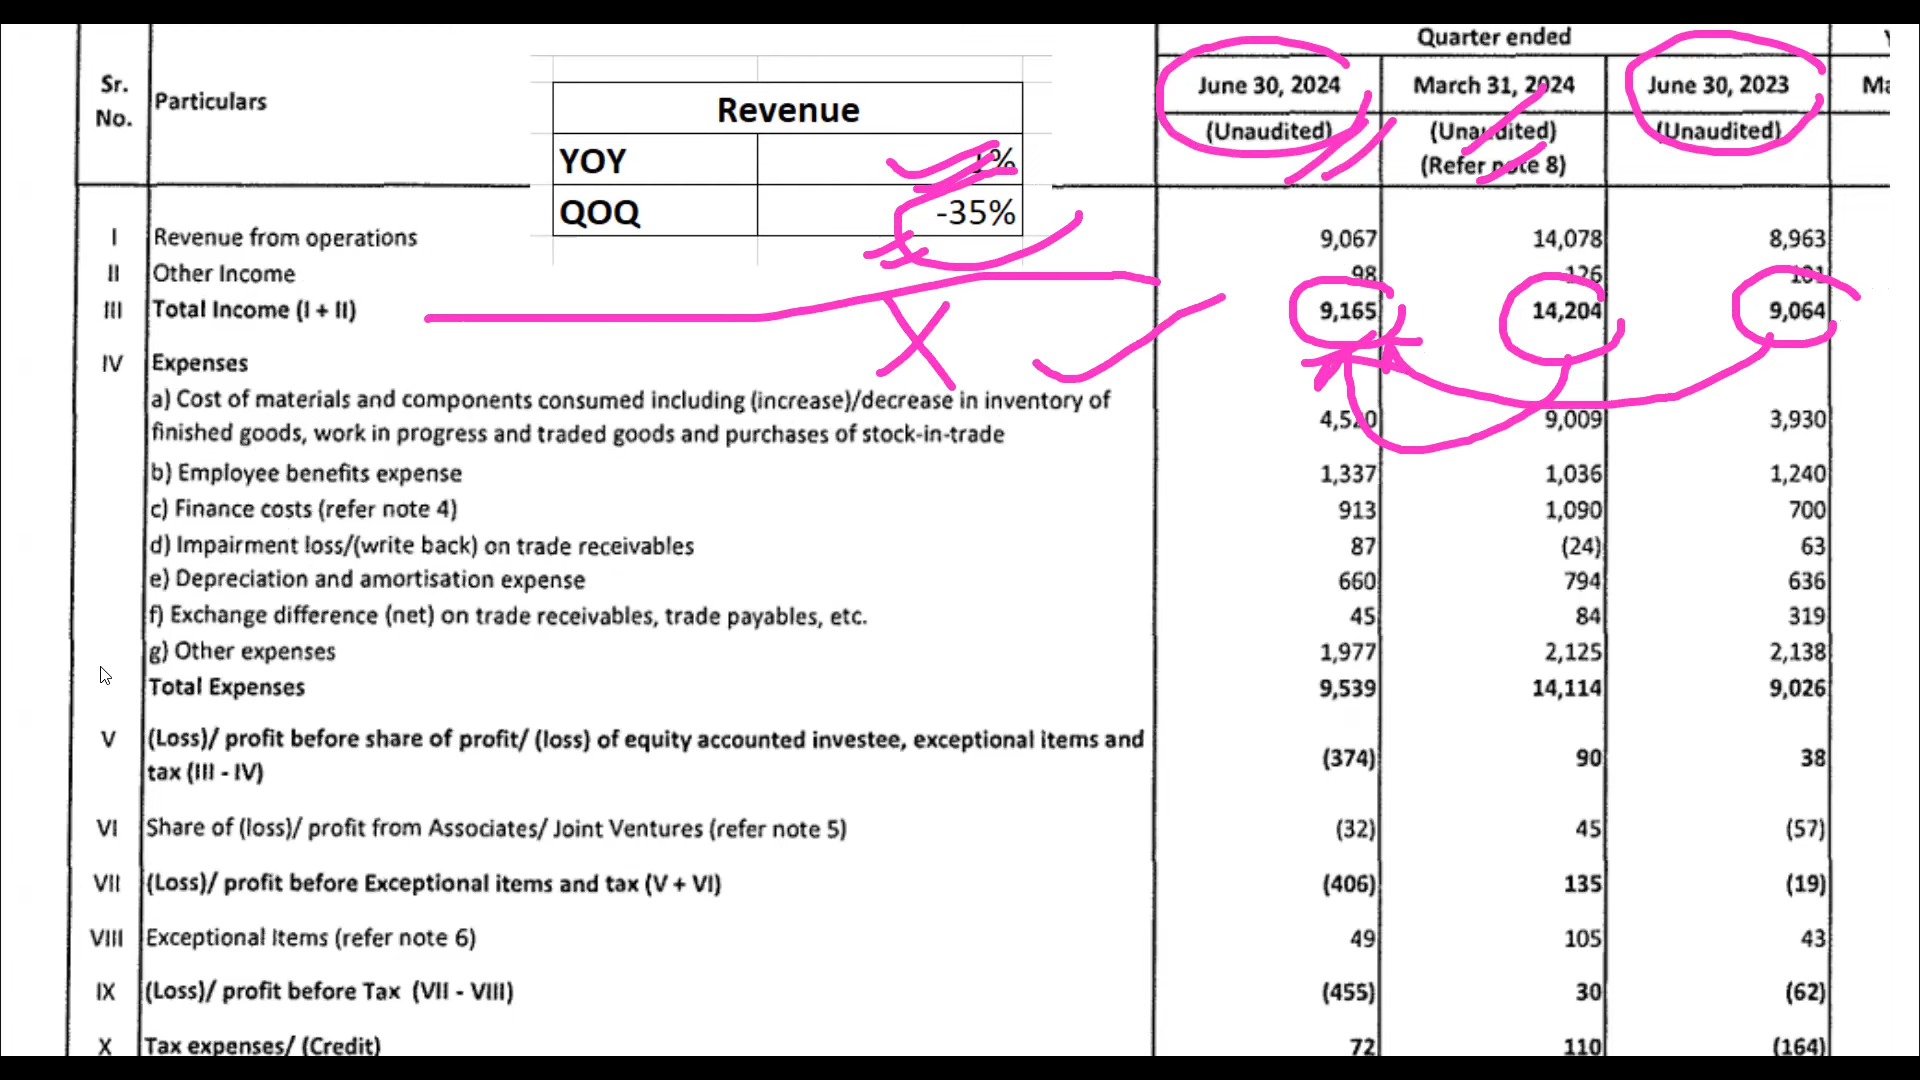 Quarter ended
Sr. No. Particulars June 30, 2024 March 31, 2024 June 30, 2023
(Unaudited) (Unaudited) (Unaudited)
(Refer note 8)
Revenue
YOY
QOQ -35%
I Revenue from operations 9,067 14,078 8,963
II Other Income 98 126 101
III Total Income (I + II) 9,165 14,204 9,064
IV Expenses
a) Cost of materials and components consumed including (increase)/decrease in inventory of
finished goods, work in progress and traded goods and purchases of stock-in-trade 4,520 9,009 3,930
b) Employee benefits expense 1,337 1,036 1,240
c) Finance costs (refer note 4) 913 1,090 700
d) Impairment loss/(write back) on trade receivables 87 (24) 63
e) Depreciation and amortisation expense 660 794 636
f) Exchange difference (net) on trade receivables, trade payables, etc. 45 84 319
g) Other expenses 1,977 2,125 2,138
Total Expenses 9,539 14,114 9,026
V (Loss)/ profit before share of profit/ (loss) of equity accounted investee, exceptional items and
tax (III - IV) (374) 90 38
VI Share of (loss)/ profit from Associates/ Joint Ventures (refer note 5) (32) 45 (57)
VII (Loss)/ profit before Exceptional items and tax (V + VI) (406) 135 (19)
VIII Exceptional Items (refer note 6) 49 105 43
IX (Loss)/ profit before Tax (VII - VIII) (455) 30 (62)
X Tax expenses/ (Credit) 72 110 (164)